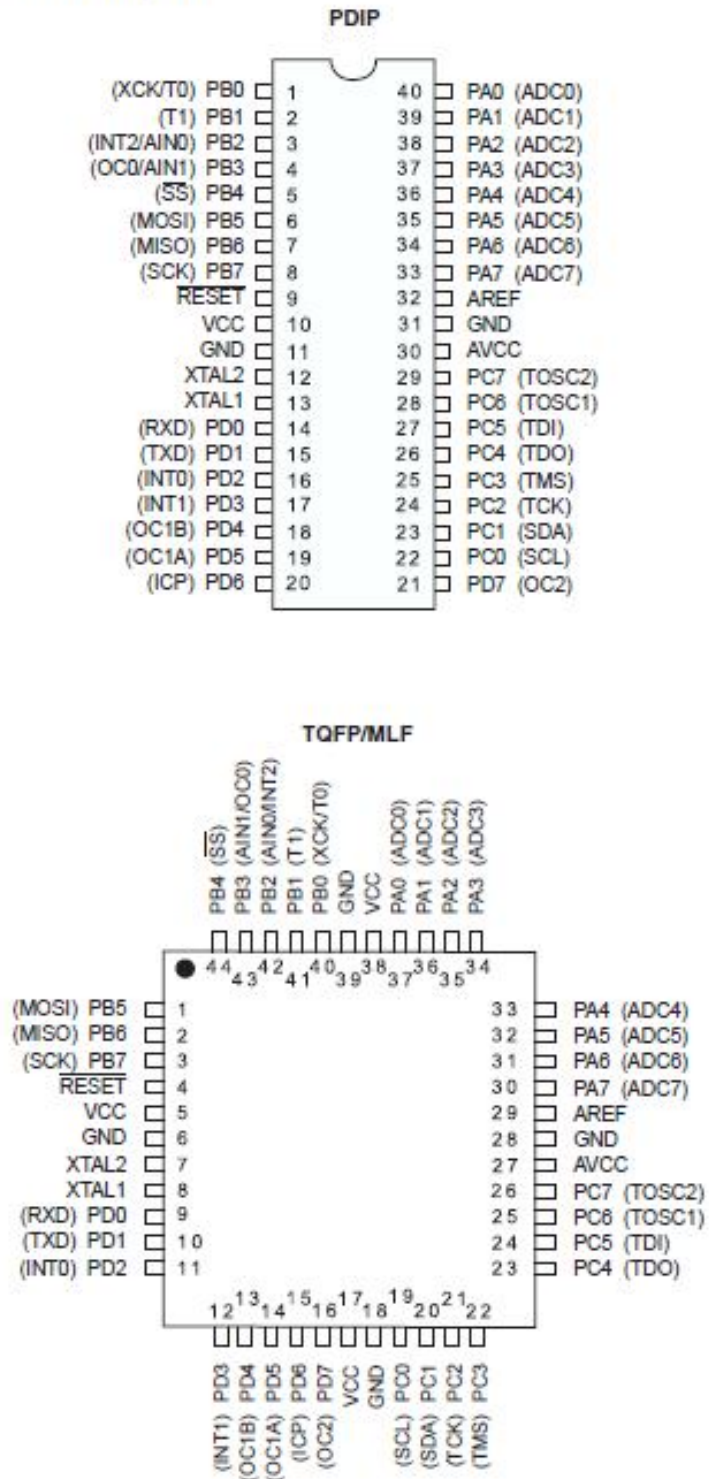 PDIP
(XCK/T0) PB0 1 40 PA0 (ADC0)
(T1) PB1 2 39 PA1 (ADC1)
(INT2/AIN0) PB2 3 38 PA2 (ADC2)
(OC0/AIN1) PB3 4 37 PA3 (ADC3)
(SS) PB4 5 36 PA4 (ADC4)
(MOSI) PB5 6 35 PA5 (ADC5)
(MISO) PB6 7 34 PA6 (ADC6)
(SCK) PB7 8 33 PA7 (ADC7)
RESET 9 32 AREF
VCC 10 31 GND
GND 11 30 AVCC
XTAL2 12 29 PC7 (TOSC2)
XTAL1 13 28 PC6 (TOSC1)
(RXD) PD0 14 27 PC5 (TDI)
(TXD) PD1 15 26 PC4 (TDO)
(INT0) PD2 16 25 PC3 (TMS)
(INT1) PD3 17 24 PC2 (TCK)
(OC1B) PD4 18 23 PC1 (SDA)
(OC1A) PD5 19 22 PC0 (SCL)
(ICP) PD6 20 21 PD7 (OC2)
TQFP/MLF
PB4 (SS)
PB3 (AIN1/OC0)
PB2 (AIN0/INT2)
PB1 (T1)
PB0 (XCK/T0)
GND
VCC
PA0 (ADC0)
PA1 (ADC1)
PA2 (ADC2)
PA3 (ADC3)
44 43 42 41 40 39 38 37 36 35 34
(MOSI) PB5 1 33 PA4 (ADC4)
(MISO) PB6 2 32 PA5 (ADC5)
(SCK) PB7 3 31 PA6 (ADC6)
RESET 4 30 PA7 (ADC7)
VCC 5 29 AREF
GND 6 28 GND
XTAL2 7 27 AVCC
XTAL1 8 26 PC7 (TOSC2)
(RXD) PD0 9 25 PC6 (TOSC1)
(TXD) PD1 10 24 PC5 (TDI)
(INT0) PD2 11 23 PC4 (TDO)
12 13 14 15 16 17 18 19 20 21 22
(INT1) PD3
(OC1B) PD4
(OC1A) PD5
(ICP) PD6
(OC2) PD7
VCC
GND
(SCL) PC0
(SDA) PC1
(TCK) PC2
(TMS) PC3